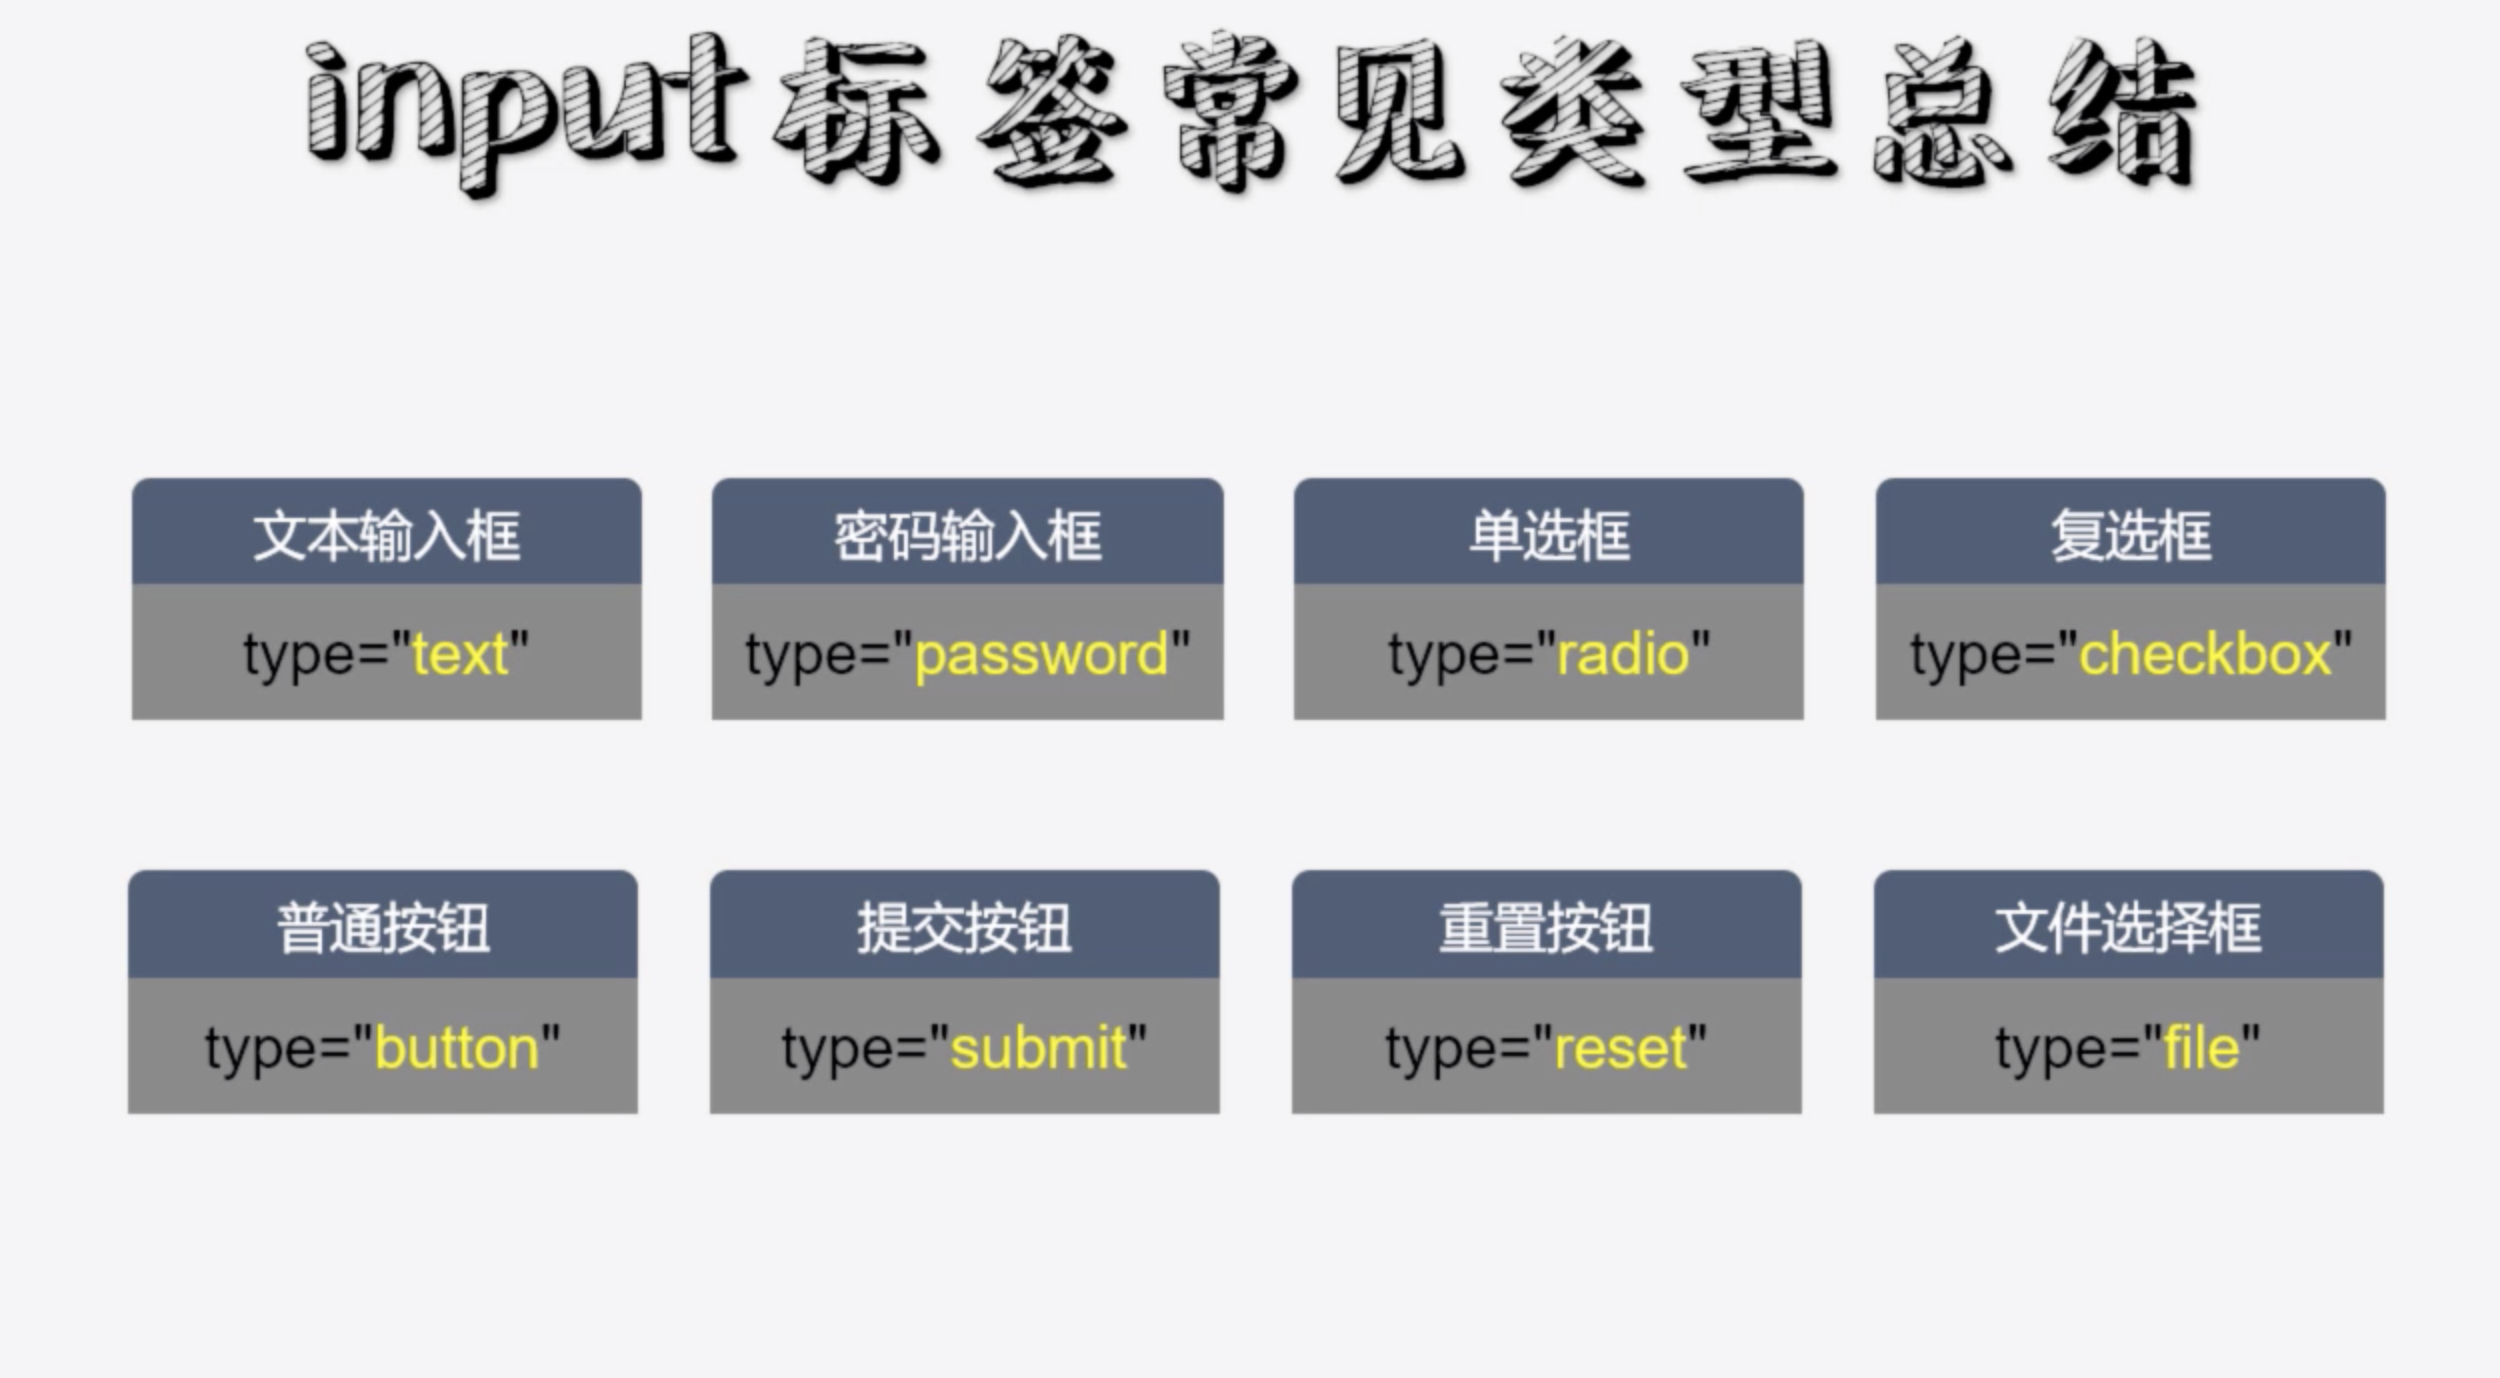 input标签常见类型总结
文本输入框
type="text"
密码输入框
type="password"
单选框
type="radio"
复选框
type="checkbox"
普通按钮
type="button"
提交按钮
type="submit"
重置按钮
type="reset"
文件选择框
type="file"